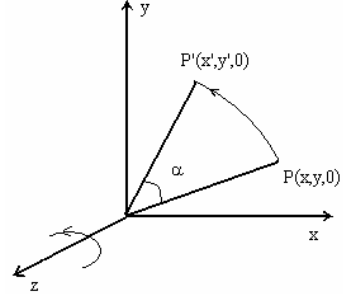 y
P'(x',y',0)
α
P(x,y,0)
x
z